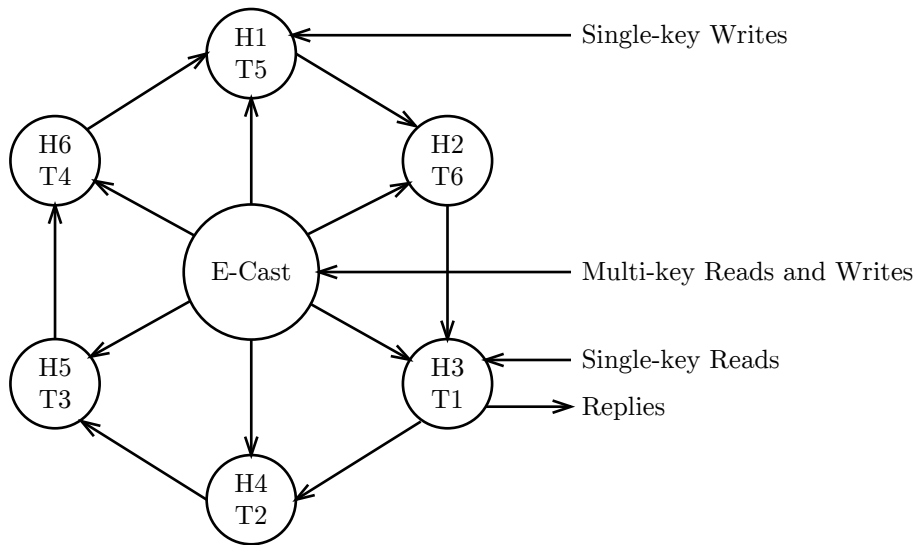 H1
T5
Single-key Writes
H6
T4
H2
T6
E-Cast
Multi-key Reads and Writes
H5
T3
H3
T1
Single-key Reads
Replies
H4
T2